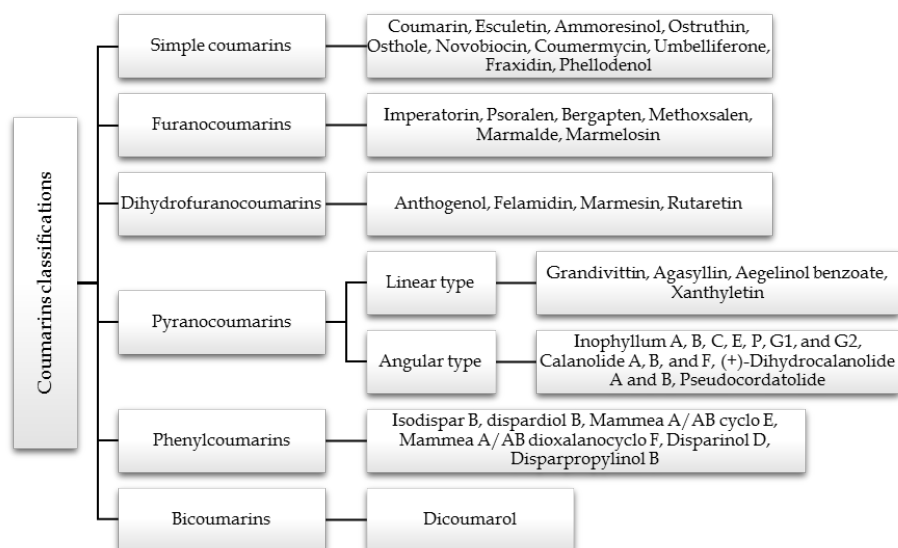 Coumarins classifications
Simple coumarins
Coumarin, Esculetin, Ammoresinol, Ostruthin,
Osthole, Novobiocin, Coumermycin, Umbelliferone,
Fraxidin, Phellodenol
Furanocoumarins
Imperatorin, Psoralen, Bergapten, Methoxsalen,
Marmalde, Marmelosin
Dihydrofuranocoumarins
Anthogenol, Felamidin, Marmesin, Rutaretin
Pyranocoumarins
Linear type
Grandivittin, Agasyllin, Aegelinol benzoate,
Xanthyletin
Angular type
Inophyllum A, B, C, E, P, G1, and G2,
Calanolide A, B, and F, (+)-Dihydrocalanolide
A and B, Pseudocordatolide
Phenylcoumarins
Isodispar B, dispardiol B, Mammea A/AB cyclo E,
Mammea A/AB dioxalanocyclo F, Disparinol D,
Disparpropylinol B
Bicoumarins
Dicoumarol